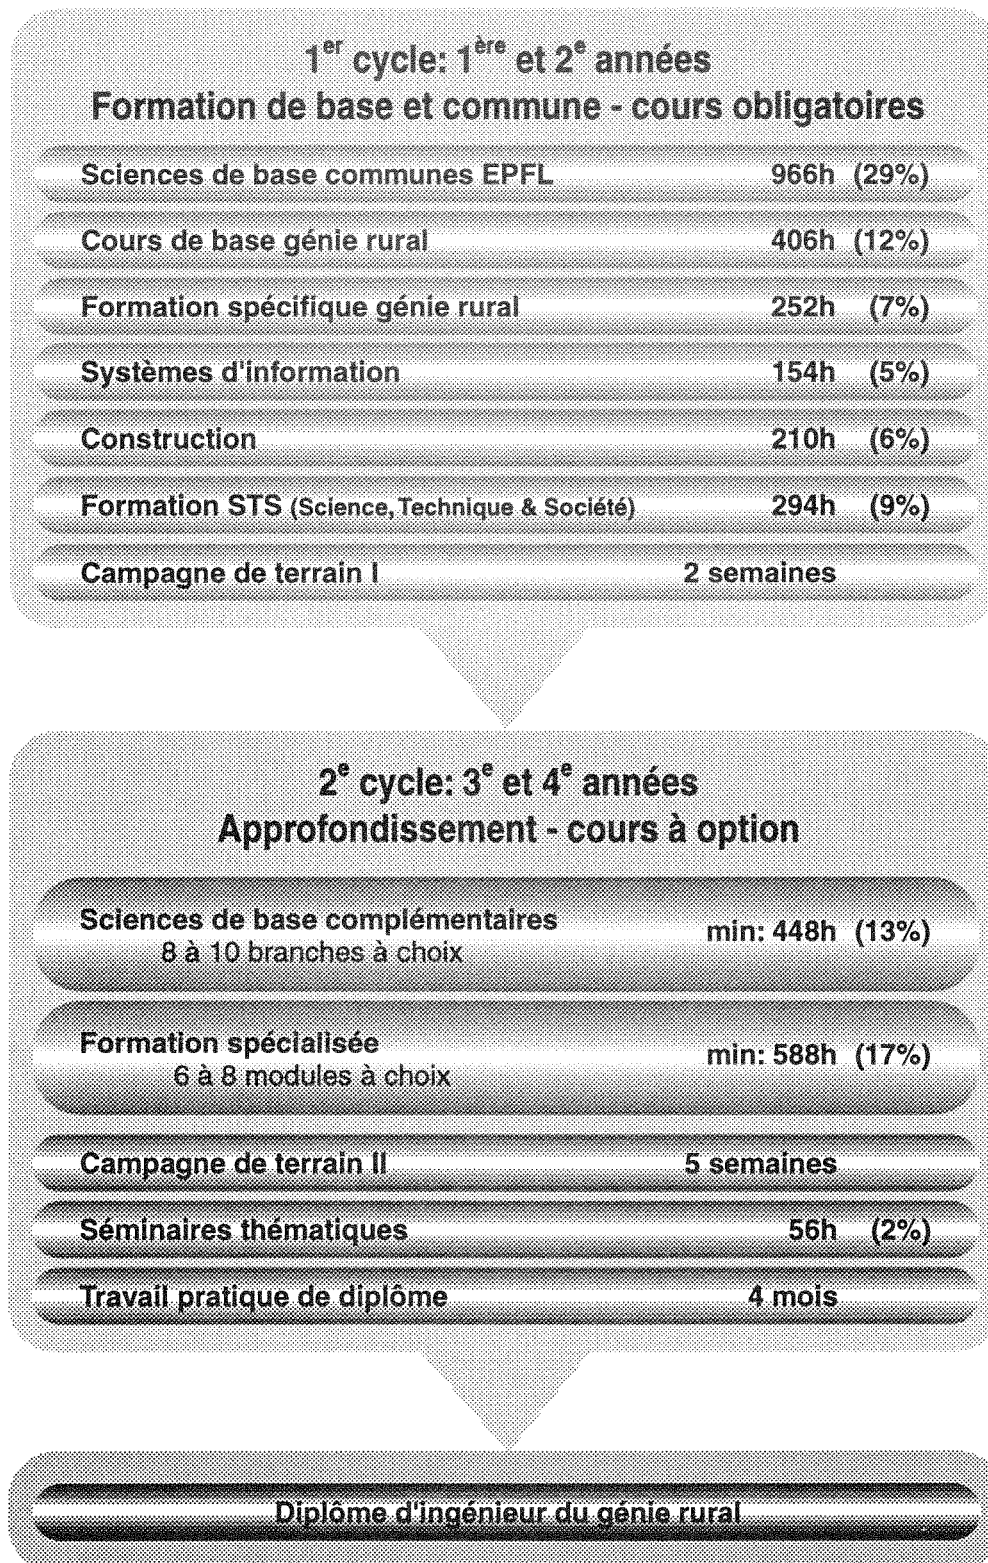 1er cycle: 1ère et 2e années
Formation de base et commune - cours obligatoires
Sciences de base communes EPFL 966h (29%)
Cours de base génie rural 406h (12%)
Formation spécifique génie rural 252h (7%)
Systèmes d'information 154h (5%)
Construction 210h (6%)
Formation STS (Science, Technique & Société) 294h (9%)
Campagne de terrain I 2 semaines
2e cycle: 3e et 4e années
Approfondissement - cours à option
Sciences de base complémentaires
8 à 10 branches à choix
min: 448h (13%)
Formation spécialisée
6 à 8 modules à choix
min: 588h (17%)
Campagne de terrain II 5 semaines
Séminaires thématiques 56h (2%)
Travail pratique de diplôme 4 mois
Diplôme d'ingénieur du génie rural